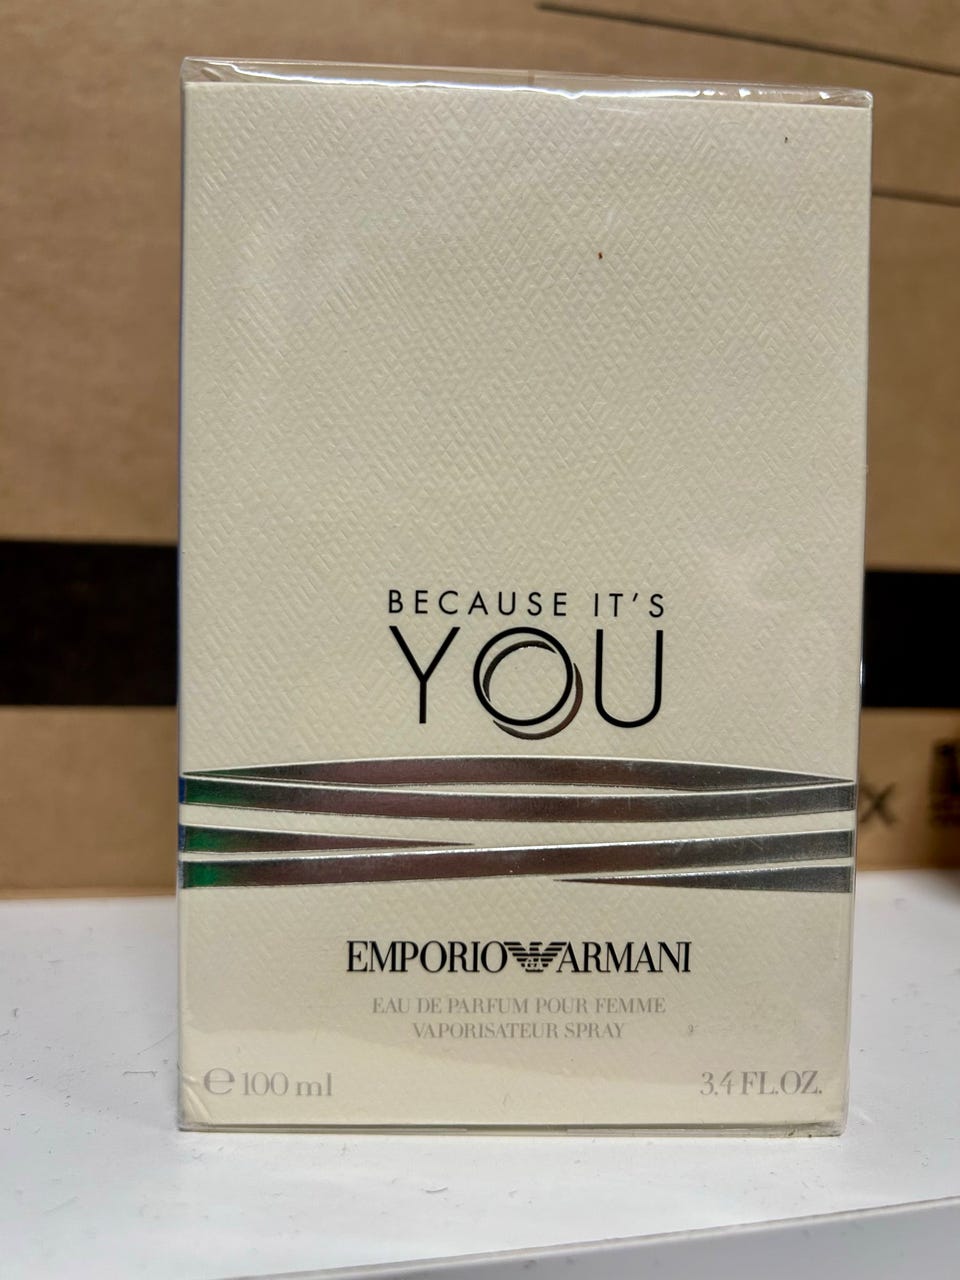 BECAUSE IT'S
YOU
EMPORIO ARMANI
EAU DE PARFUM POUR FEMME
VAPORISATEUR SPRAY
℮ 100 ml
3.4 FL.OZ.
X